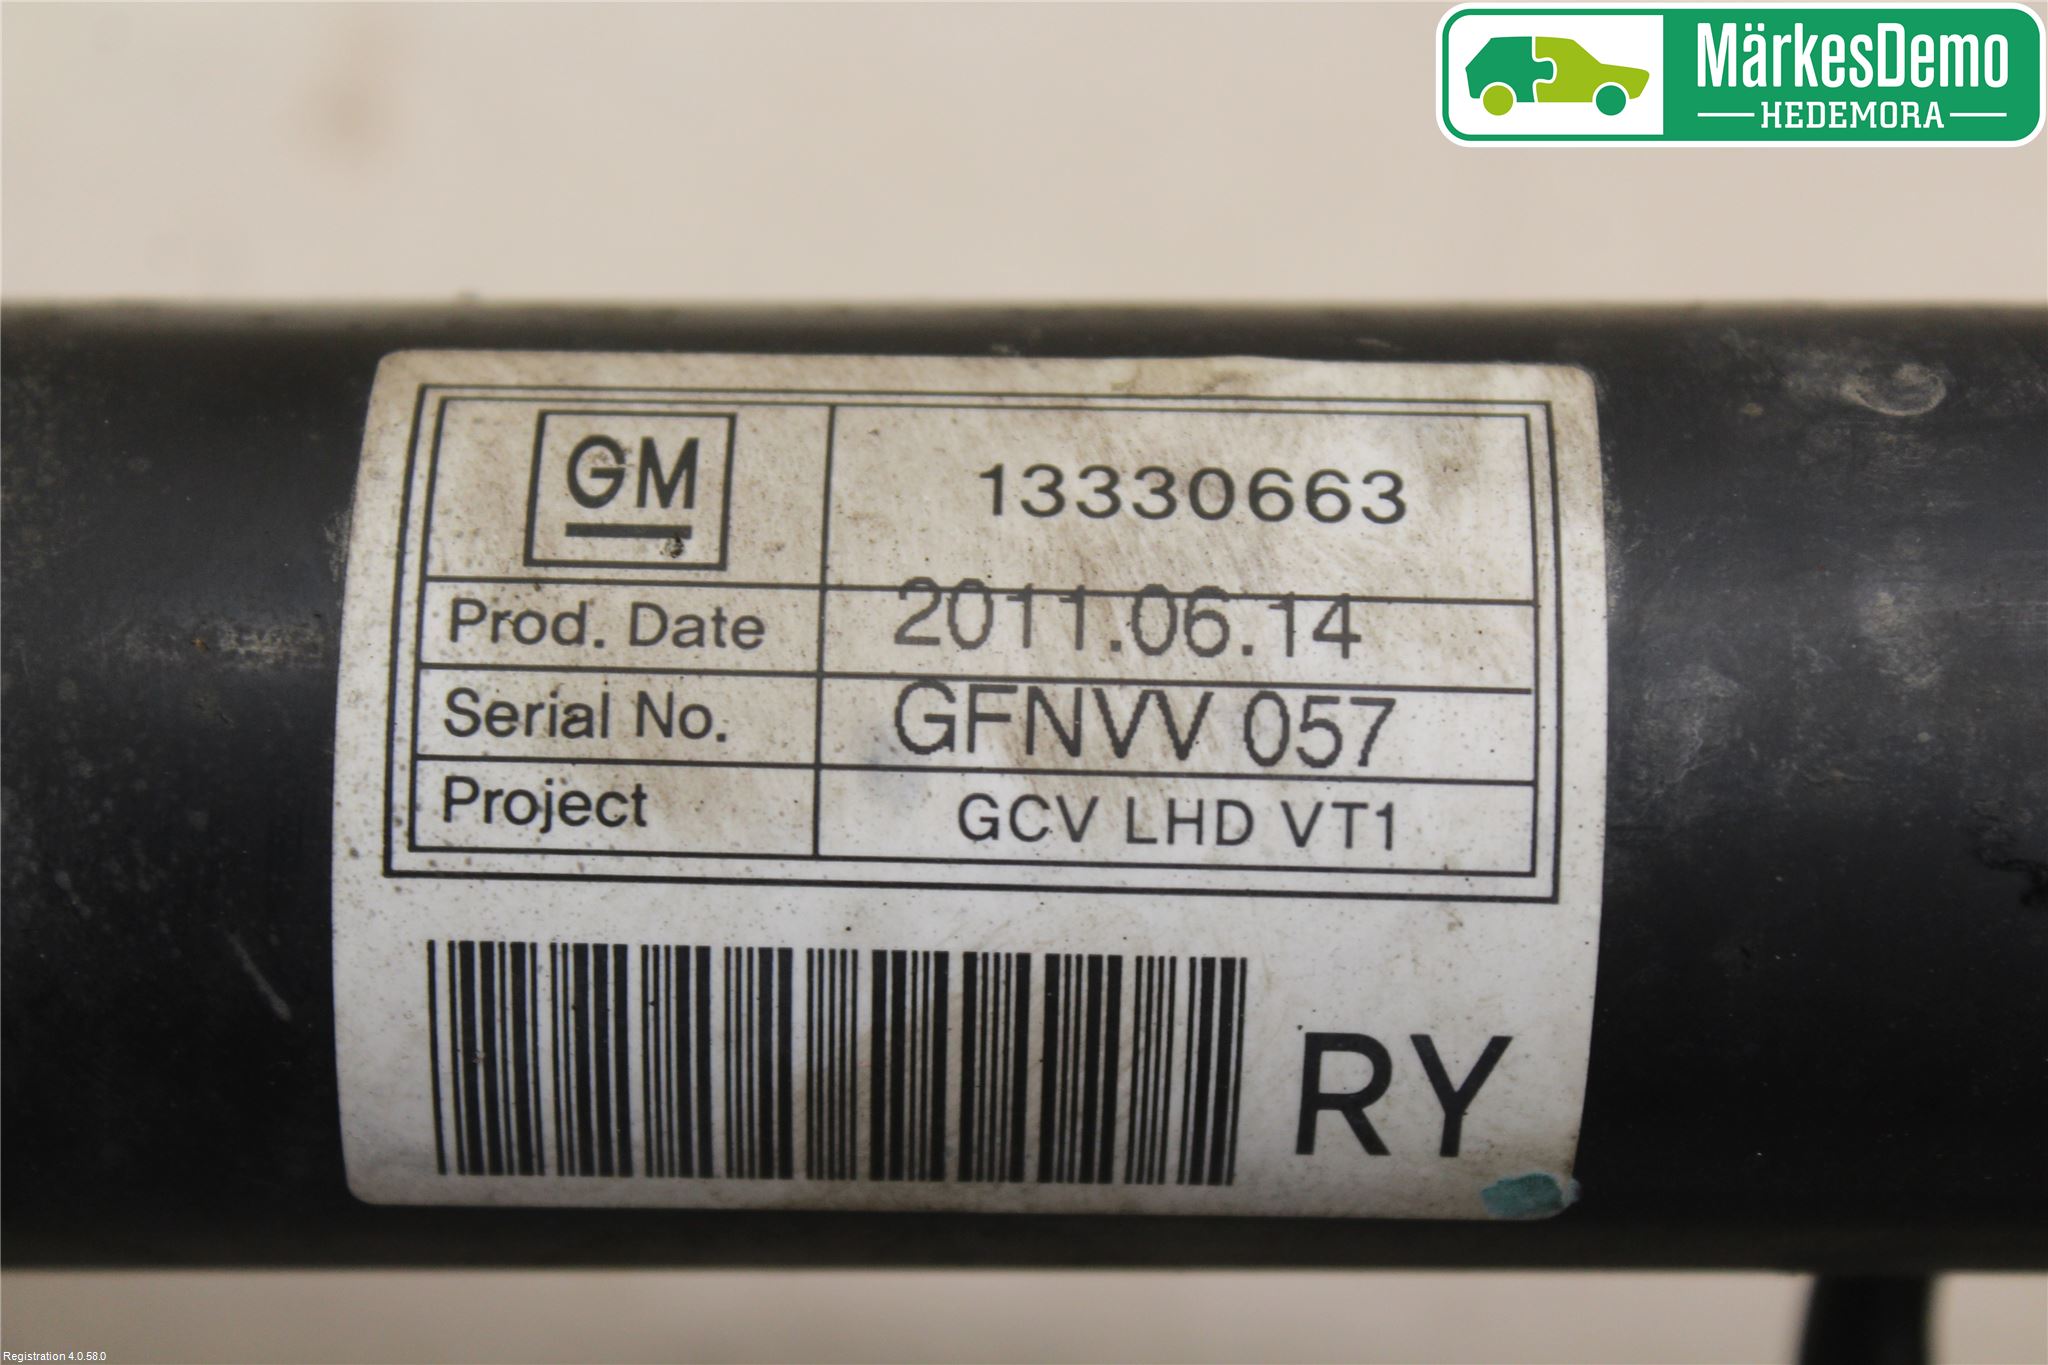 MärkesDemo
HEDEMORA
GM 13330663
Prod. Date 2011.06.14
Serial No. GFNVV 057
Project GCV LHD VT1
RY
Registration 4.0.58.0